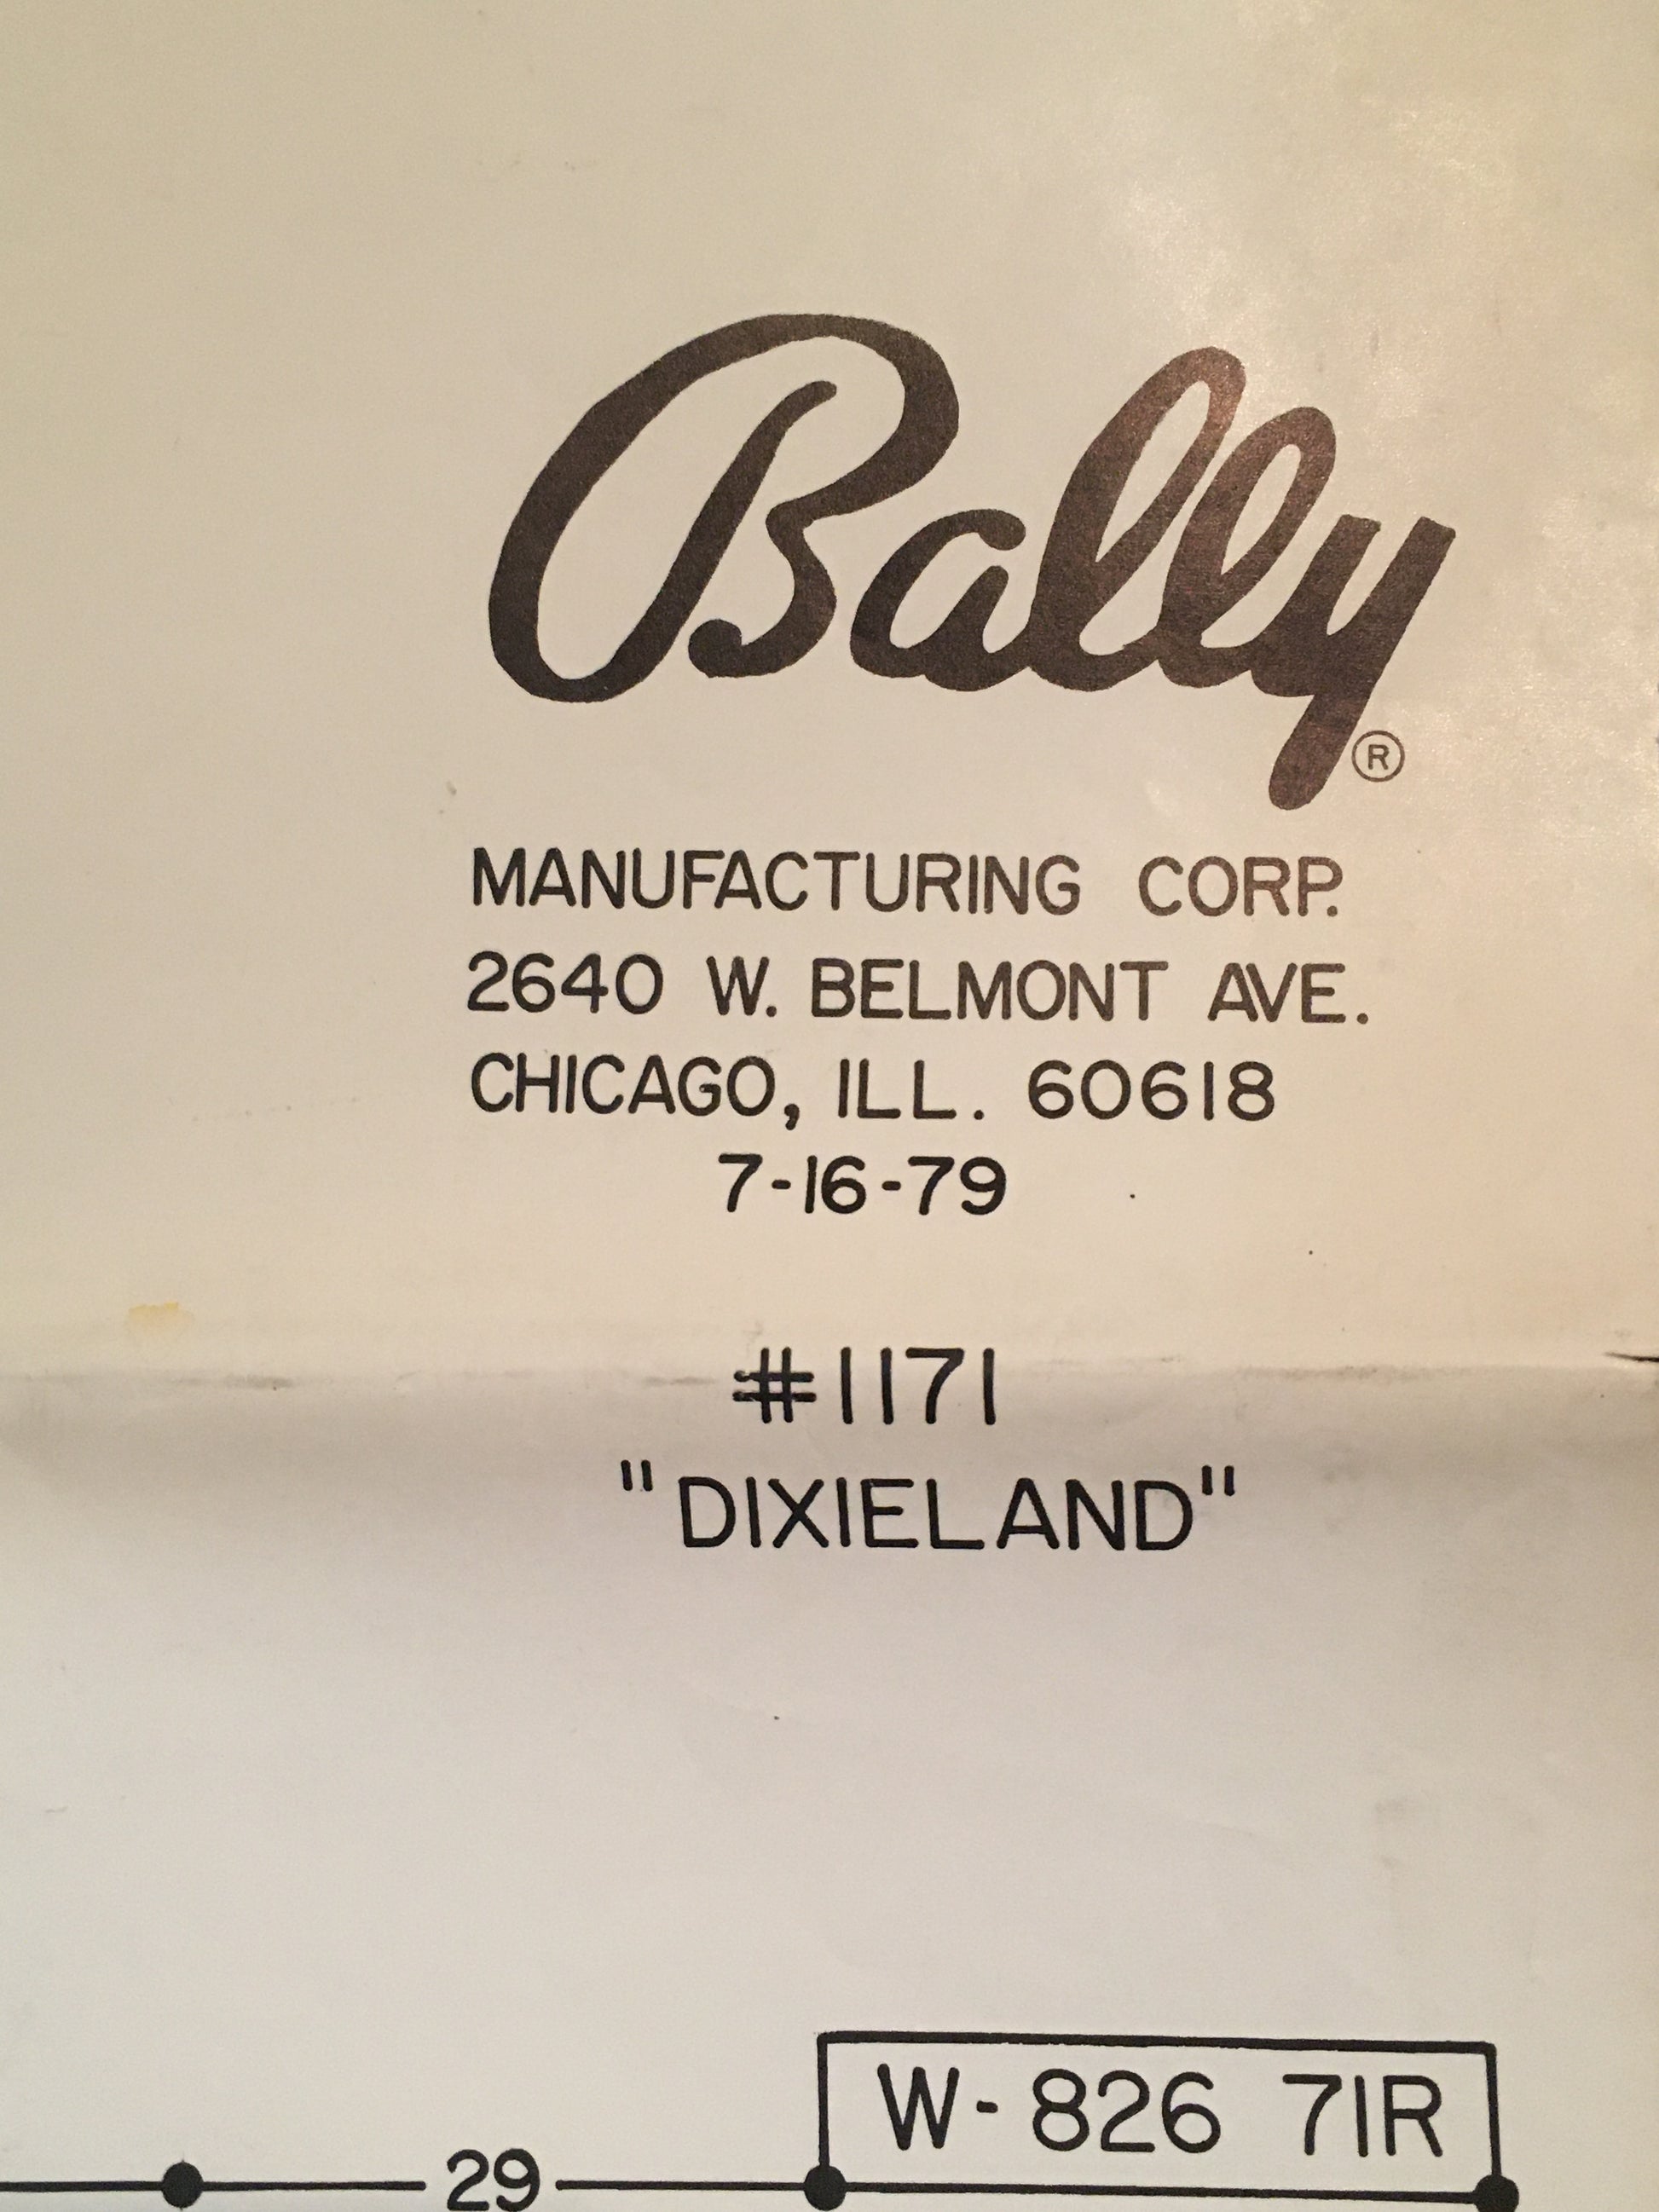 Bally®
MANUFACTURING CORP.
2640 W. BELMONT AVE.
CHICAGO, ILL. 60618
7-16-79
#1171
"DIXIELAND"
W-826 71R
29